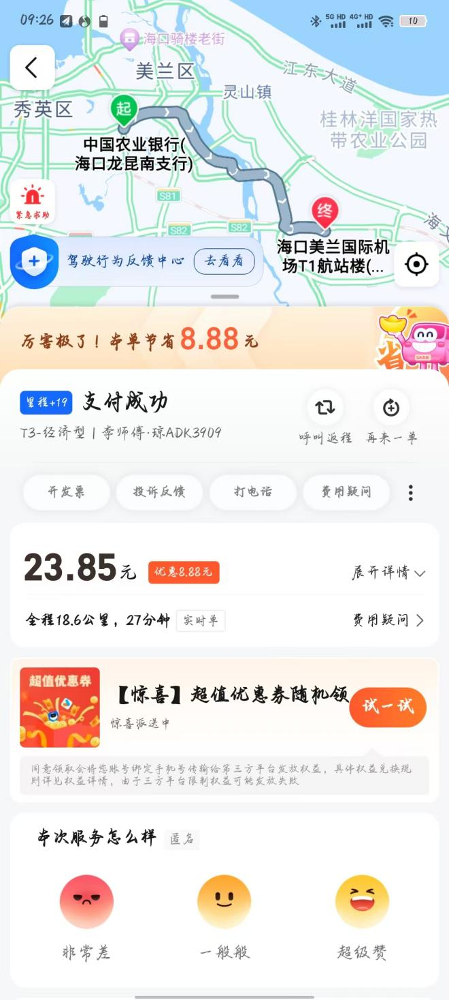 09:26
5G HD 4G+ HD 10
海口骑楼老街
美兰区
江东大道
灵山镇
秀英区
起
桂林洋国家热
带农业公园
中国农业银行(
海口龙昆南支行)
S81
终
紧急求助
S82
S82
海文
海口美兰国际机
场T1航站楼(...
驾驶行为反馈中心
去看看
厉害极了！本单节省8.88元
省
里程+19
支付成功
T3-经济型 | 李师傅·琼ADK3909
呼叫返程
再来一单
开发票
投诉反馈
打电话
费用疑问
23.85元
优惠8.88元
展开详情
全程18.6公里，27分钟
实时单
费用疑问
超值优惠券
【惊喜】超值优惠券随机领
试一试
惊喜派送中
同意领取会将您账号绑定手机号传输给第三方平台发放权益，具体权益兑换规
则详见权益详情，由于三方平台限制权益可能发放失败
本次服务怎么样
匿名
非常差
一般般
超级赞